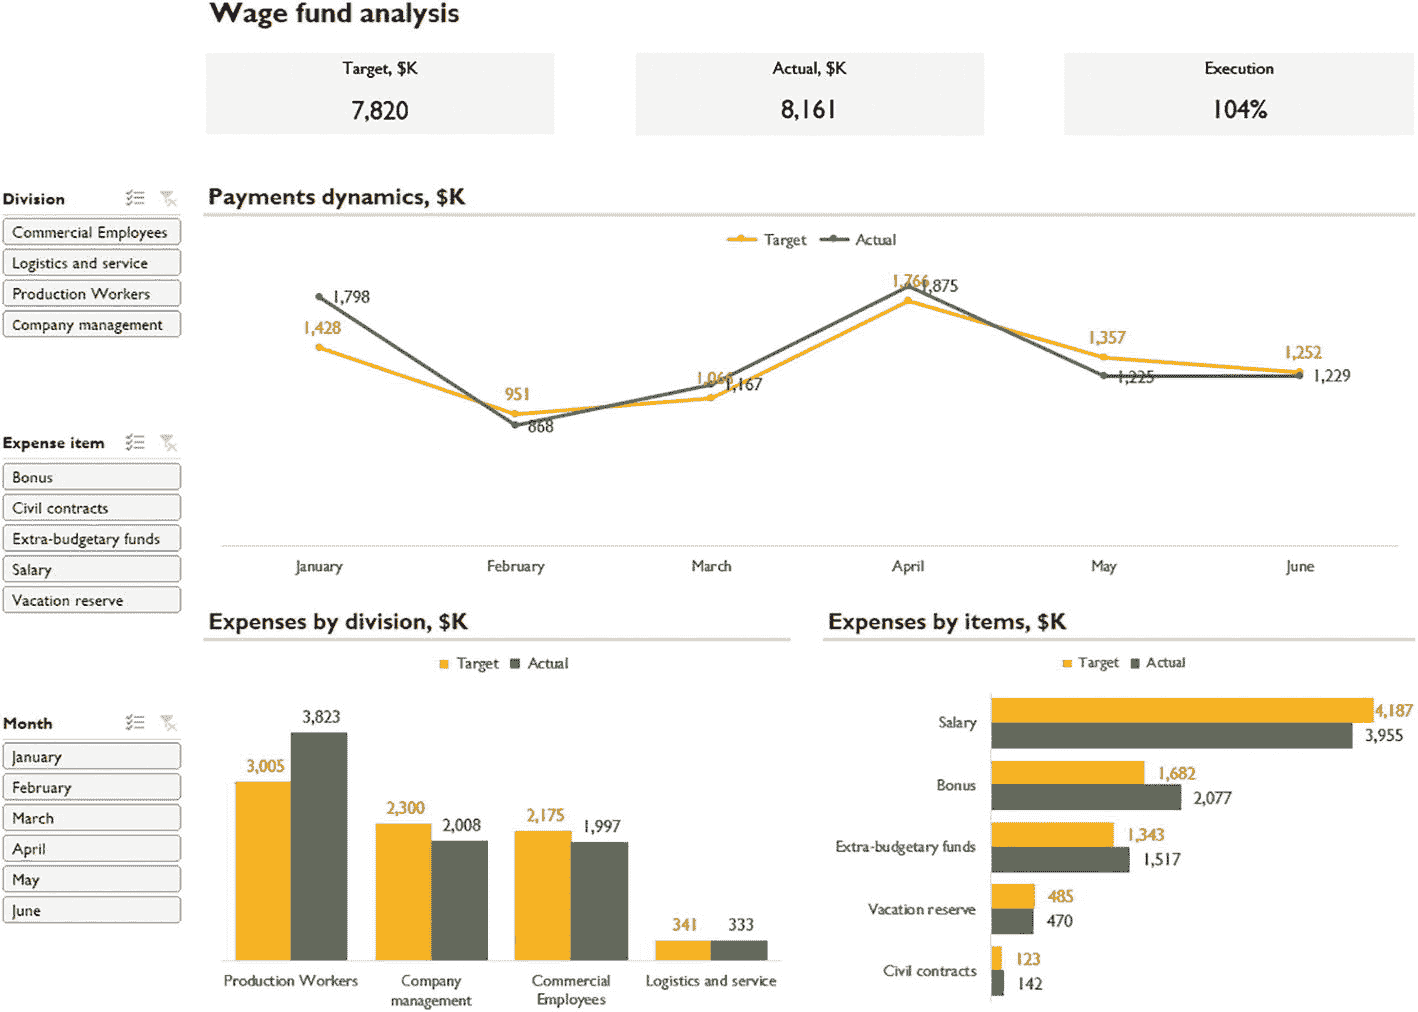 Wage fund analysis
Target, $K
7,820
Actual, $K
8,161
Execution
104%
Division
Commercial Employees
Logistics and service
Production Workers
Company management
Expense item
Bonus
Civil contracts
Extra-budgetary funds
Salary
Vacation reserve
Month
January
February
March
April
May
June
Payments dynamics, $K
Target Actual
1,798
1,428
951
868
1,167
1,766
1,875
1,357
1,225
1,252
1,229
January February March April May June
Expenses by division, $K
Target Actual
3,005
3,823
2,300
2,008
2,175
1,997
341
333
Production Workers
Company
management
Commercial
Employees
Logistics and service
Expenses by items, $K
Target Actual
Salary
4,187
3,955
Bonus
1,682
2,077
Extra-budgetary funds
1,343
1,517
Vacation reserve
485
470
Civil contracts
123
142